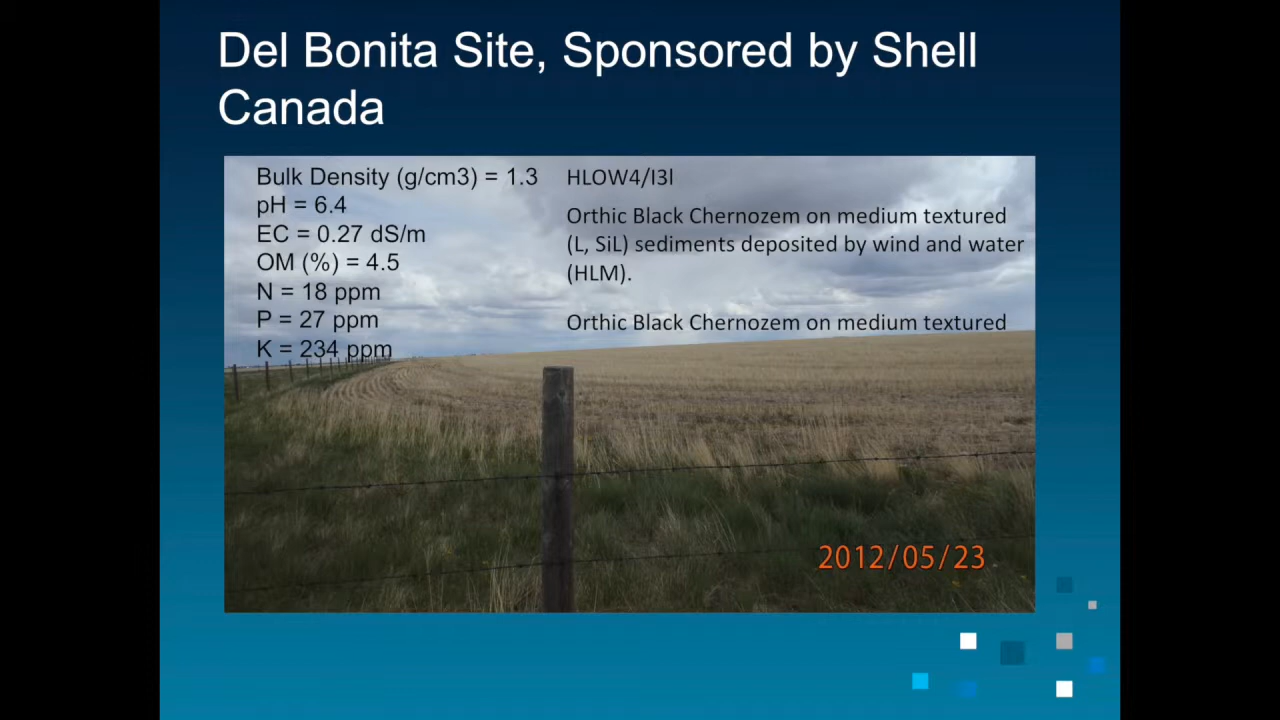 Del Bonita Site, Sponsored by Shell
Canada
Bulk Density (g/cm3) = 1.3
pH = 6.4
EC = 0.27 dS/m
OM (%) = 4.5
N = 18 ppm
P = 27 ppm
K = 234 ppm
HLOW4/I3l
Orthic Black Chernozem on medium textured
(L, SiL) sediments deposited by wind and water
(HLM).
Orthic Black Chernozem on medium textured
2012/05/23